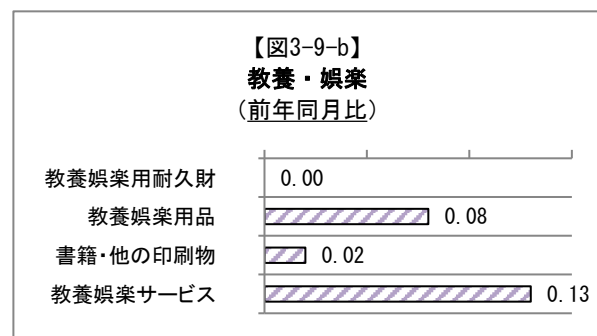 【図3-9-b】
教養・娯楽
（前年同月比）
教養娯楽用耐久財 0.00
教養娯楽用品 0.08
書籍・他の印刷物 0.02
教養娯楽サービス 0.13